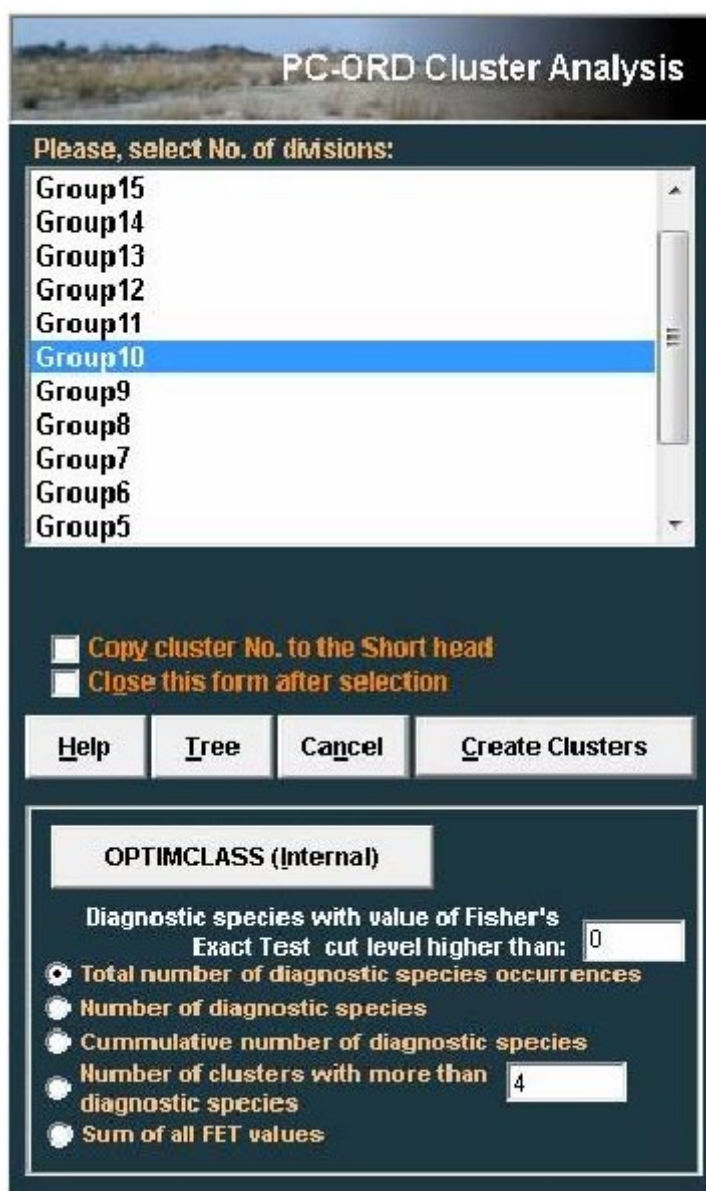 PC-ORD Cluster Analysis
Please, select No. of divisions:
Group15
Group14
Group13
Group12
Group11
Group10
Group9
Group8
Group7
Group6
Group5
Copy cluster No. to the Short head
Close this form after selection
Help Tree Cancel Create Clusters
OPTIMCLASS (Internal)
Diagnostic species with value of Fisher's
Exact Test cut level higher than: 0
Total number of diagnostic species occurrences
Number of diagnostic species
Cummulative number of diagnostic species
Number of clusters with more than 4
diagnostic species
Sum of all FET values